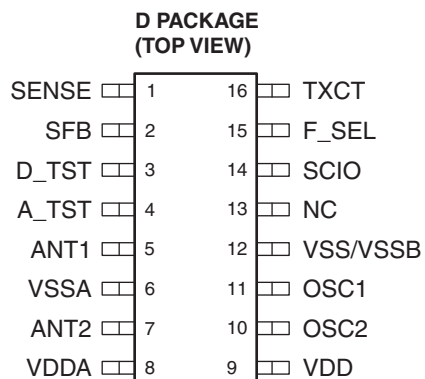 D PACKAGE
(TOP VIEW)
SENSE 1 16 TXCT
SFB 2 15 F_SEL
D_TST 3 14 SCIO
A_TST 4 13 NC
ANT1 5 12 VSS/VSSB
VSSA 6 11 OSC1
ANT2 7 10 OSC2
VDDA 8 9 VDD